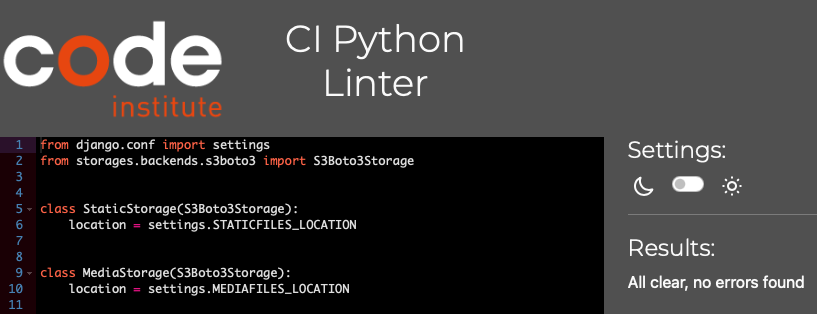 code
institute
CI Python
Linter
1 from django.conf import settings
2 from storages.backends.s3boto3 import S3Boto3Storage
3
4
5 class StaticStorage(S3Boto3Storage):
6     location = settings.STATICFILES_LOCATION
7
8
9 class MediaStorage(S3Boto3Storage):
10     location = settings.MEDIAFILES_LOCATION
11
Settings:
Results:
All clear, no errors found